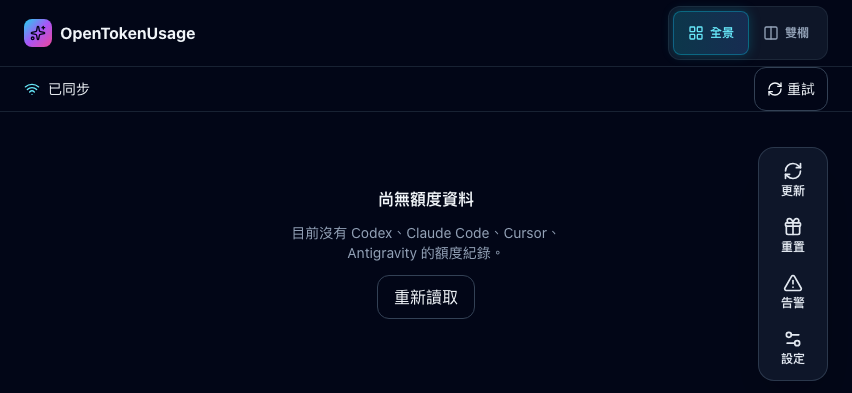 OpenTokenUsage
全景
雙欄
已同步
重試
尚無額度資料
目前沒有 Codex、Claude Code、Cursor、
Antigravity 的額度紀錄。
重新讀取
更新
重置
告警
設定